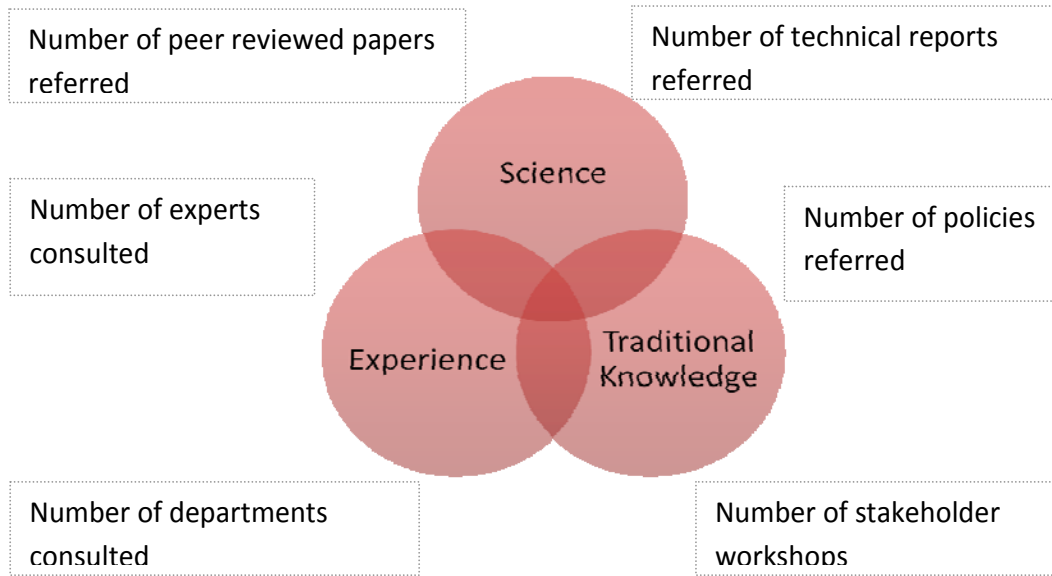 Number of peer reviewed papers
referred
Number of technical reports
referred
Science
Number of experts
consulted
Number of policies
referred
Experience
Traditional
Knowledge
Number of departments
consulted
Number of stakeholder
workshops